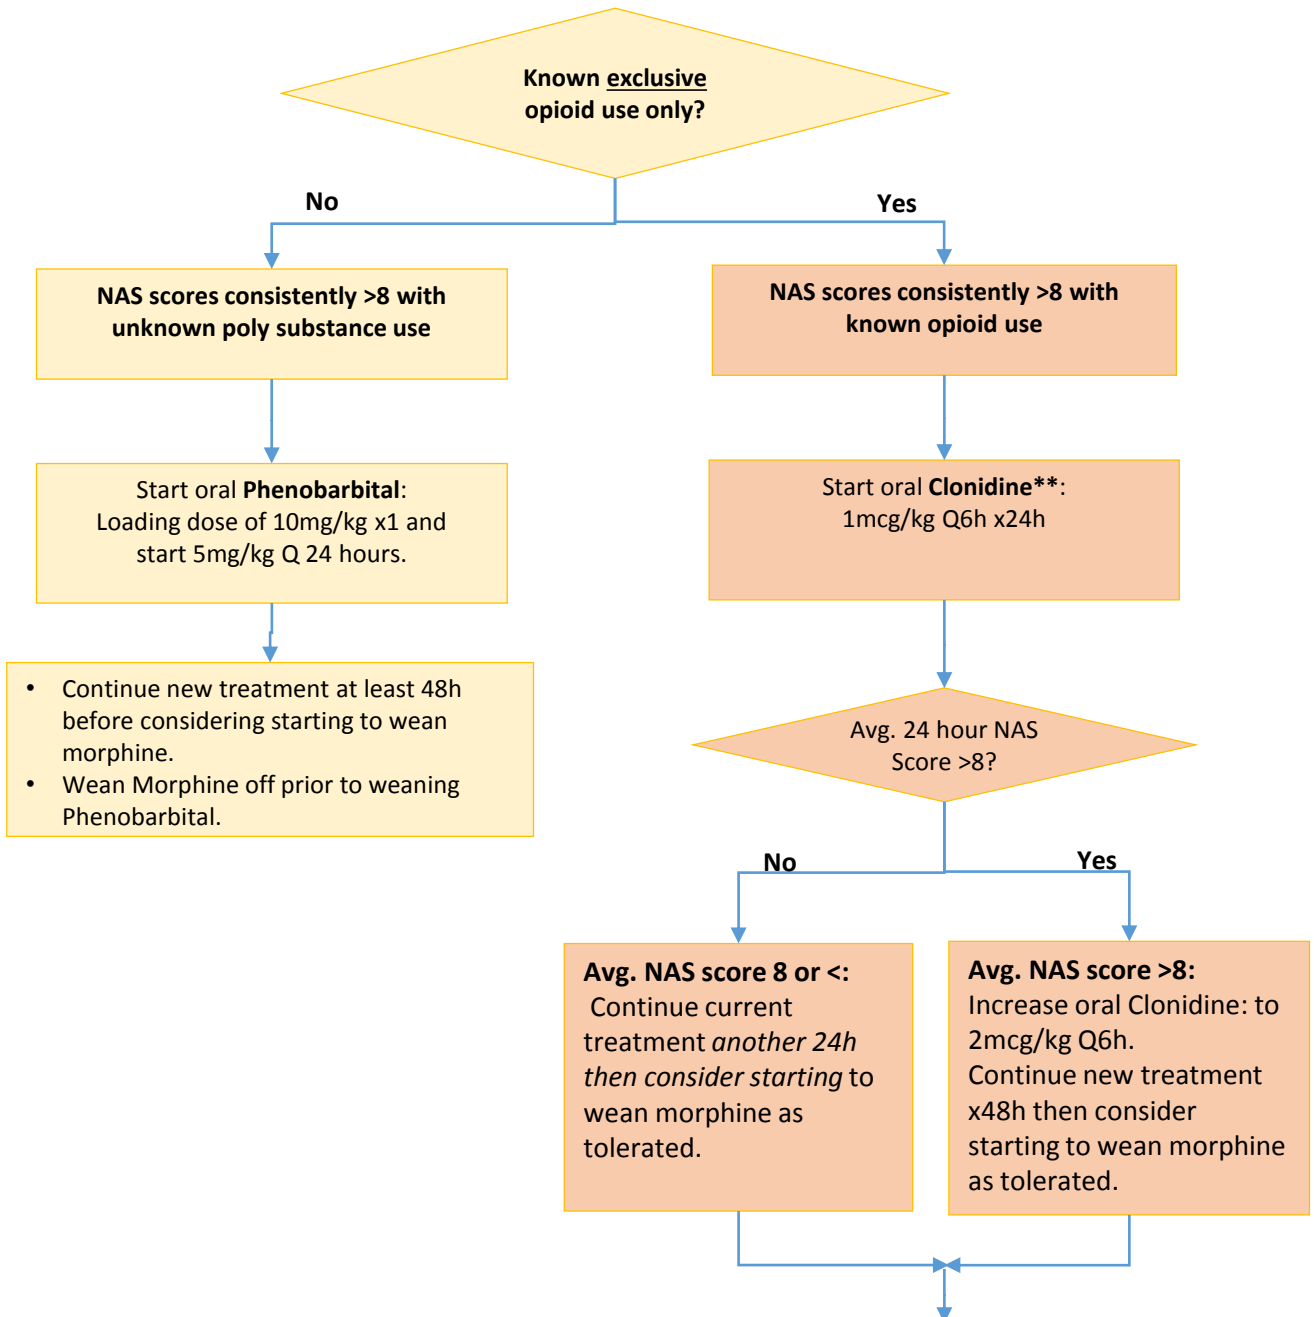 Known exclusive
opioid use only?
No
Yes
NAS scores consistently >8 with
unknown poly substance use
NAS scores consistently >8 with
known opioid use
Start oral Phenobarbital:
Loading dose of 10mg/kg x1 and
start 5mg/kg Q 24 hours.
Start oral Clonidine**:
1mcg/kg Q6h x24h
• Continue new treatment at least 48h
before considering starting to wean
morphine.
• Wean Morphine off prior to weaning
Phenobarbital.
Avg. 24 hour NAS
Score >8?
No
Yes
Avg. NAS score 8 or <:
Continue current
treatment another 24h
then consider starting to
wean morphine as
tolerated.
Avg. NAS score >8:
Increase oral Clonidine: to
2mcg/kg Q6h.
Continue new treatment
x48h then consider
starting to wean morphine
as tolerated.